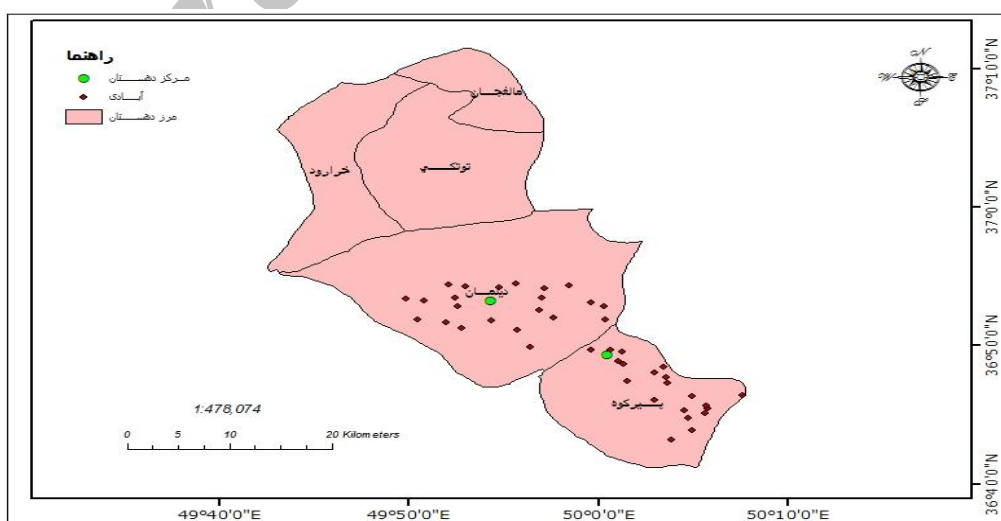 راهنما
مرکز دهستان
آبادی
مرز دهستان
N
W
E
S
مالفجان
خرارود
توتکی
دیلمان
پیرکوه
1:478,074
0 5 10 20 Kilometers
37°10'0"N
37°0'0"N
36°50'0"N
36°40'0"N
49°40'0"E 49°50'0"E 50°0'0"E 50°10'0"E